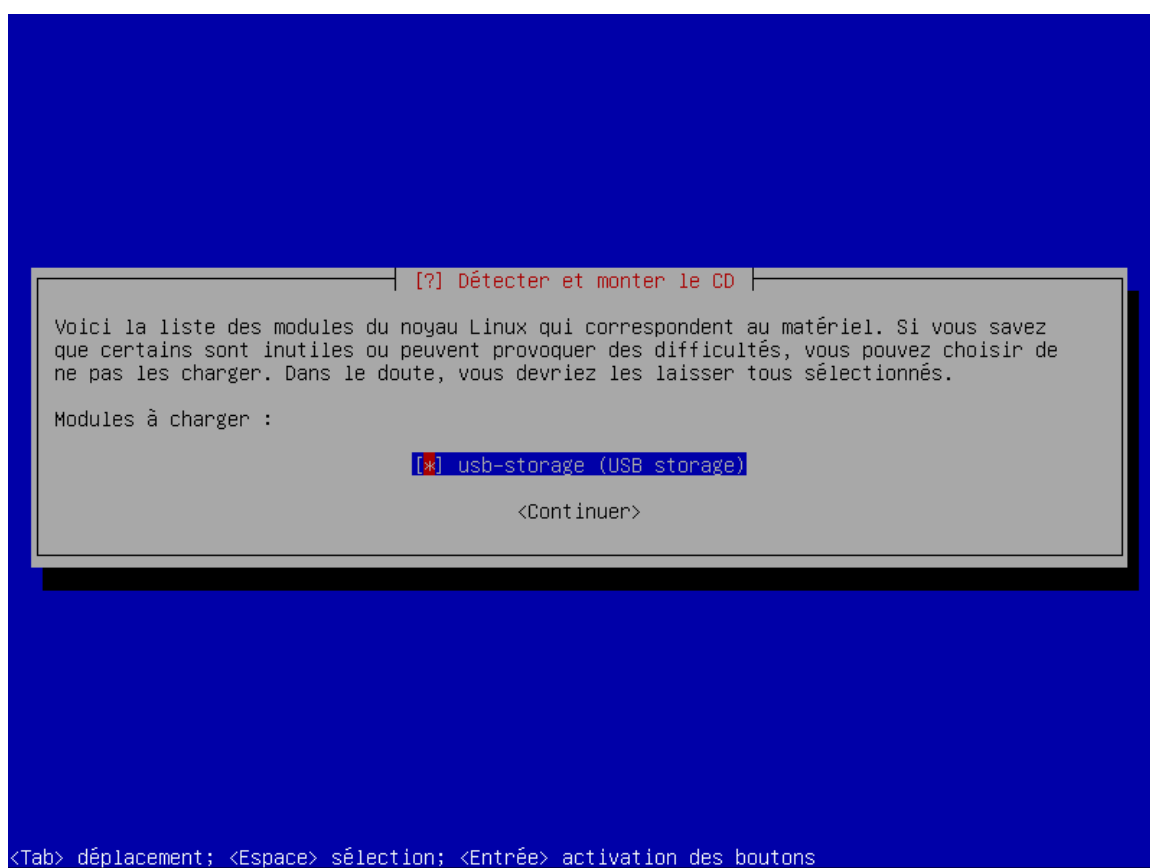 [?] Détecter et monter le CD
Voici la liste des modules du noyau Linux qui correspondent au matériel. Si vous savez
que certains sont inutiles ou peuvent provoquer des difficultés, vous pouvez choisir de
ne pas les charger. Dans le doute, vous devriez les laisser tous sélectionnés.
Modules à charger :
[*] usb-storage (USB storage)
<Continuer>
<Tab> déplacement; <Espace> sélection; <Entrée> activation des boutons